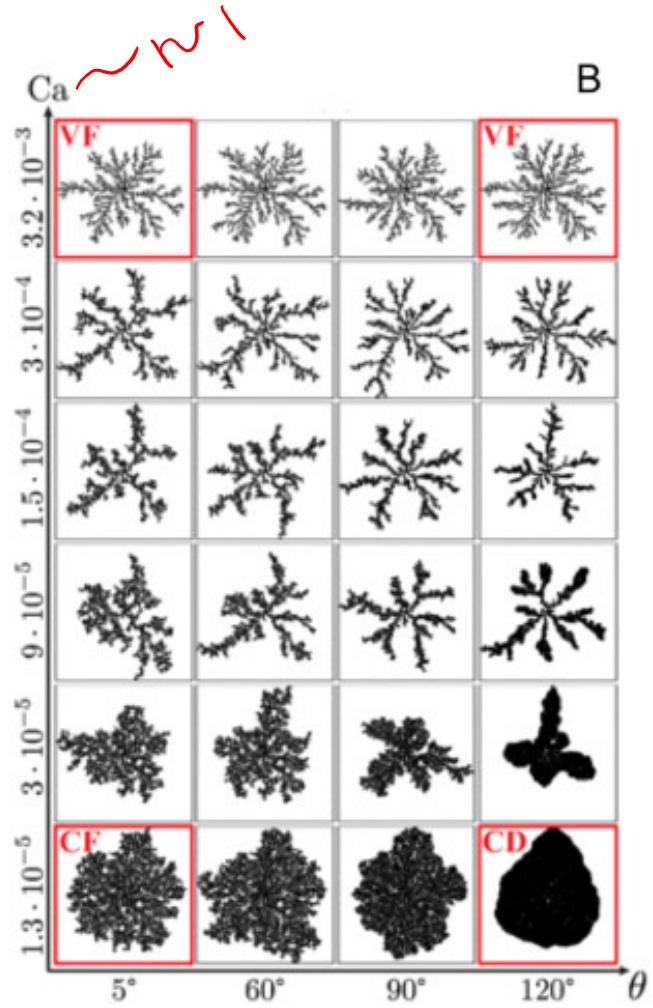 Ca
B
3.2 · 10⁻³
VF
VF
3 · 10⁻⁴
1.5 · 10⁻⁴
9 · 10⁻⁵
3 · 10⁻⁵
1.3 · 10⁻⁵
CF
CD
5° 60° 90° 120° θ